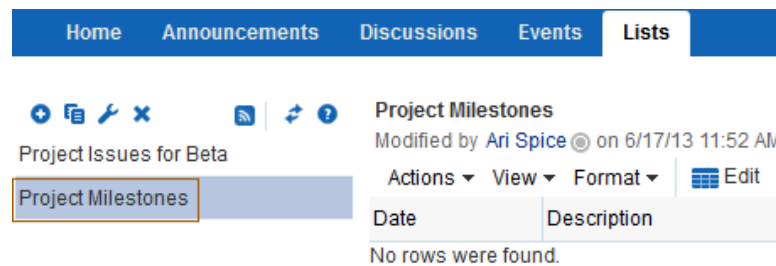 Home Announcements Discussions Events Lists
Project Issues for Beta
Project Milestones
Project Milestones
Modified by Ari Spice on 6/17/13 11:52 AM
Actions View Format Edit
Date Description
No rows were found.